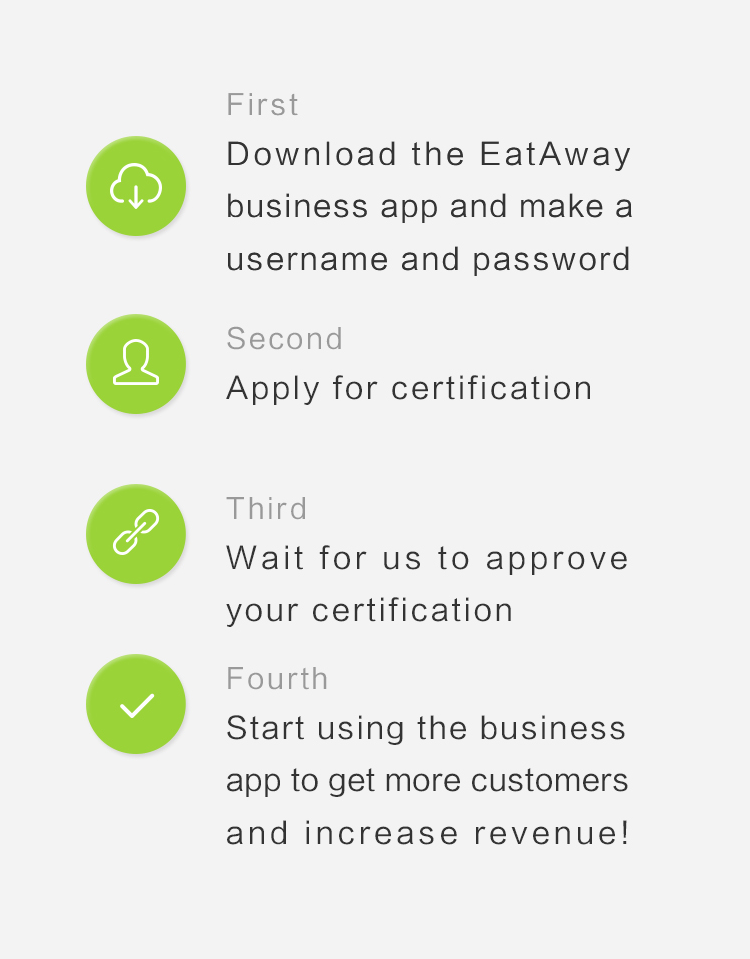 First
Download the EatAway
business app and make a
username and password
Second
Apply for certification
Third
Wait for us to approve
your certification
Fourth
Start using the business
app to get more customers
and increase revenue!